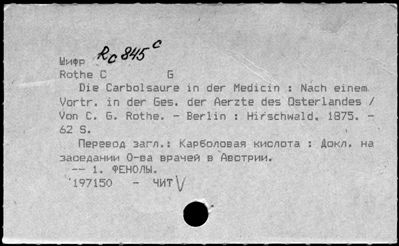 Шифр Rc 845 c
Rothe C G
Die Carbolsaure in der Medicin : Nach einem
Vortr. in der Ges. der Aerzte des Osterlandes /
Von C. G. Rothe. - Berlin : Hirschwald, 1875. -
62 S.
Перевод загл.: Карболовая кислота : Докл. на
заседании О-ва врачей в Австрии.
-- 1. ФЕНОЛЫ.
197150 - ЧИТ V